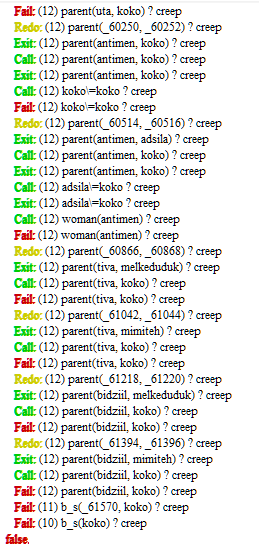 Fail: (12) parent(uta, koko) ? creep
Redo: (12) parent(_60250, _60252) ? creep
Exit: (12) parent(antimen, koko) ? creep
Call: (12) parent(antimen, koko) ? creep
Exit: (12) parent(antimen, koko) ? creep
Call: (12) koko\=koko ? creep
Fail: (12) koko\=koko ? creep
Redo: (12) parent(_60514, _60516) ? creep
Exit: (12) parent(antimen, adsila) ? creep
Call: (12) parent(antimen, koko) ? creep
Exit: (12) parent(antimen, koko) ? creep
Call: (12) adsila\=koko ? creep
Exit: (12) adsila\=koko ? creep
Call: (12) woman(antimen) ? creep
Fail: (12) woman(antimen) ? creep
Redo: (12) parent(_60866, _60868) ? creep
Exit: (12) parent(tiva, melkeduduk) ? creep
Call: (12) parent(tiva, koko) ? creep
Fail: (12) parent(tiva, koko) ? creep
Redo: (12) parent(_61042, _61044) ? creep
Exit: (12) parent(tiva, mimiteh) ? creep
Call: (12) parent(tiva, koko) ? creep
Fail: (12) parent(tiva, koko) ? creep
Redo: (12) parent(_61218, _61220) ? creep
Exit: (12) parent(bidziil, melkeduduk) ? creep
Call: (12) parent(bidziil, koko) ? creep
Fail: (12) parent(bidziil, koko) ? creep
Redo: (12) parent(_61394, _61396) ? creep
Exit: (12) parent(bidziil, mimiteh) ? creep
Call: (12) parent(bidziil, koko) ? creep
Fail: (12) parent(bidziil, koko) ? creep
Fail: (11) b_s(_61570, koko) ? creep
Fail: (10) b_s(koko) ? creep
false.